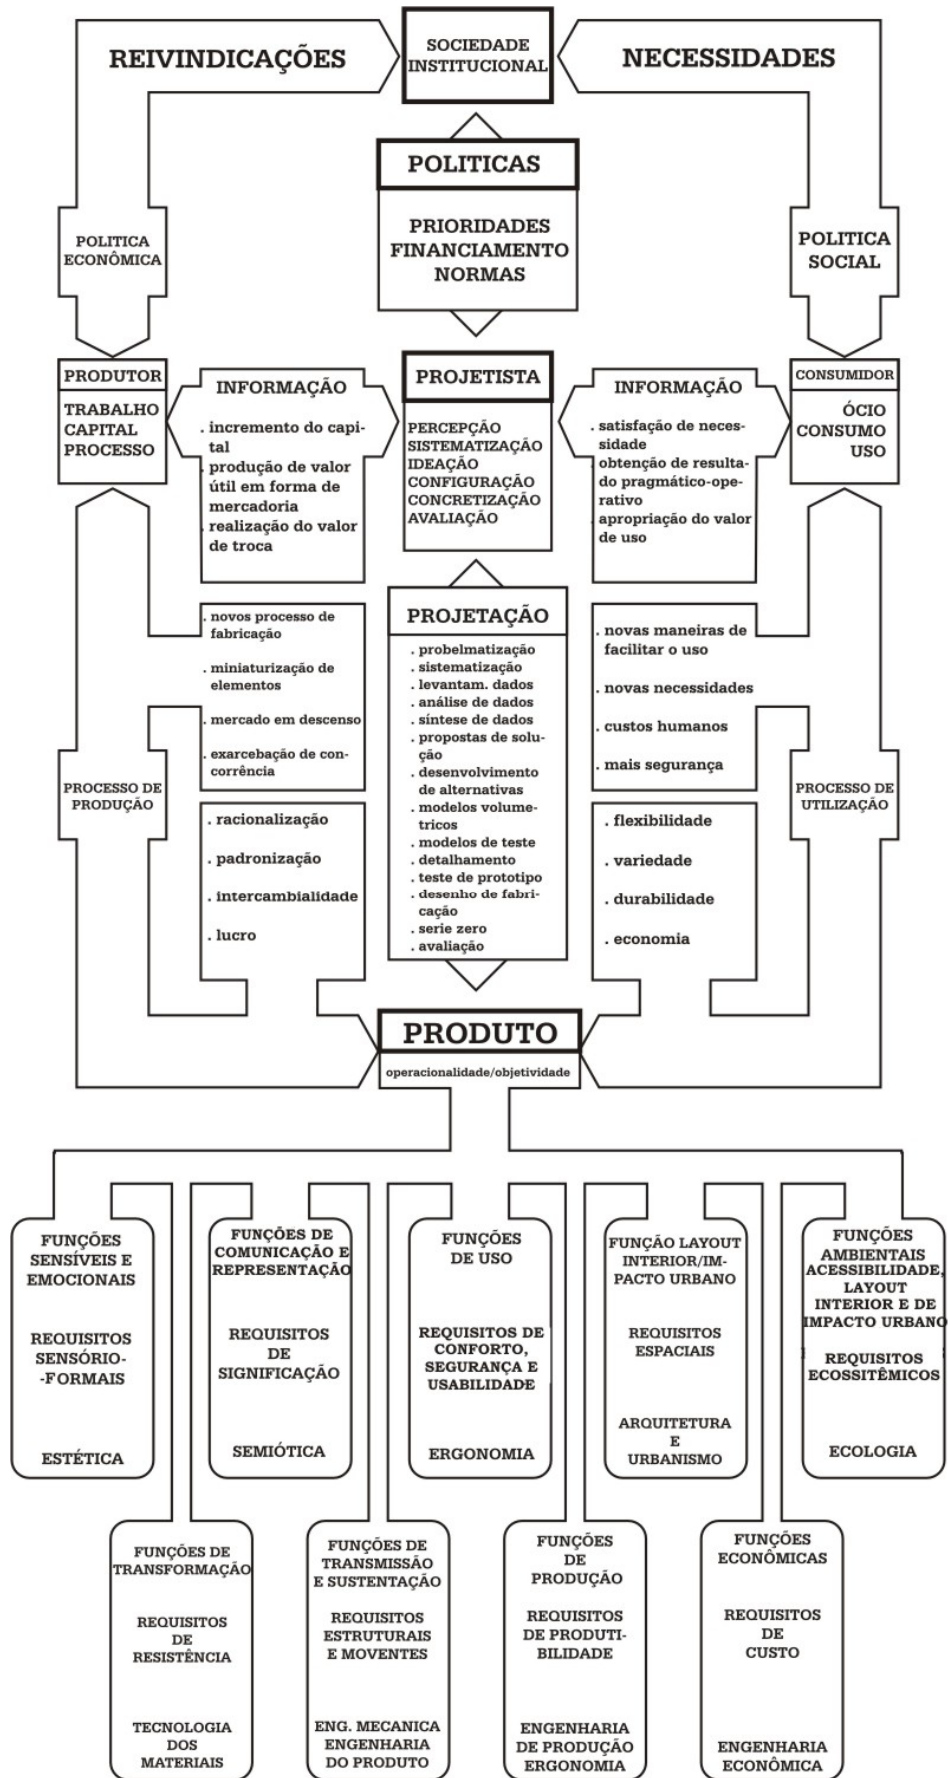 REIVINDICAÇÕES
SOCIEDADE
INSTITUCIONAL
NECESSIDADES
POLITICAS
PRIORIDADES
FINANCIAMENTO
NORMAS
POLITICA
ECONÔMICA
POLITICA
SOCIAL
PRODUTOR
TRABALHO
CAPITAL
PROCESSO
INFORMAÇÃO
. incremento do capi-
tal
. produção de valor
útil em forma de
mercadoria
. realização do valor
de troca
PROJETISTA
PERCEPÇÃO
SISTEMATIZAÇÃO
IDEAÇÃO
CONFIGURAÇÃO
CONCRETIZAÇÃO
AVALIAÇÃO
INFORMAÇÃO
. satisfação de neces-
sidade
. obtenção de resulta-
do pragmático-ope-
rativo
. apropriação do valor
de uso
CONSUMIDOR
ÓCIO
CONSUMO
USO
. novos processo de
fabricação
. miniaturização de
elementos
. mercado em descenso
. exarcebação de con-
corrência
PROJETAÇÃO
. probelmatização
. sistematização
. levantam. dados
. análise de dados
. síntese de dados
. propostas de solu-
ção
. desenvolvimento
de alternativas
. modelos volume-
tricos
. modelos de teste
. detalhamento
. teste de prototipo
. desenho de fabri-
cação
. serie zero
. avaliação
. novas maneiras de
facilitar o uso
. novas necessidades
. custos humanos
. mais segurança
PROCESSO DE
PRODUÇÃO
PROCESSO DE
UTILIZAÇÃO
. racionalização
. padronização
. intercambialidade
. lucro
. flexibilidade
. variedade
. durabilidade
. economia
PRODUTO
operacionalidade/objetividade
FUNÇÕES
SENSÍVEIS E
EMOCIONAIS
REQUISITOS
SENSÓRIO-
-FORMAIS
ESTÉTICA
FUNÇÕES DE
COMUNICAÇÃO E
REPRESENTAÇÃO
REQUISITOS
DE
SIGNIFICAÇÃO
SEMIÓTICA
FUNÇÕES
DE USO
REQUISITOS DE
CONFORTO,
SEGURANÇA E
USABILIDADE
ERGONOMIA
FUNÇÃO LAYOUT
INTERIOR/IM-
PACTO URBANO
REQUISITOS
ESPACIAIS
ARQUITETURA
E
URBANISMO
FUNÇÕES
AMBIENTAIS
ACESSIBILIDADE,
LAYOUT
INTERIOR E DE
IMPACTO URBANO
REQUISITOS
ECOSSITÊMICOS
ECOLOGIA
FUNÇÕES DE
TRANSFORMAÇÃO
REQUISITOS
DE
RESISTÊNCIA
TECNOLOGIA
DOS
MATERIAIS
FUNÇÕES DE
TRANSMISSÃO
E SUSTENTAÇÃO
REQUISITOS
ESTRUTURAIS
E MOVENTES
ENG. MECANICA
ENGENHARIA
DO PRODUTO
FUNÇÕES
DE
PRODUÇÃO
REQUISITOS
DE PRODUTI-
BILIDADE
ENGENHARIA
DE PRODUÇÃO
ERGONOMIA
FUNÇÕES
ECONÔMICAS
REQUISITOS
DE
CUSTO
ENGENHARIA
ECONÔMICA